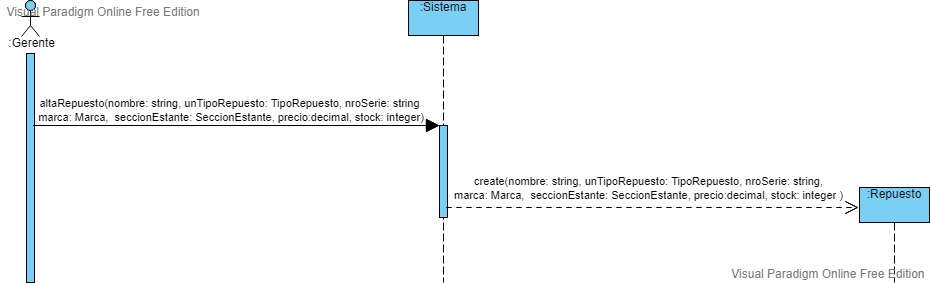 Visual Paradigm Online Free Edition
:Sistema
:Gerente
altaRepuesto(nombre: string, unTipoRepuesto: TipoRepuesto, nroSerie: string
marca: Marca, seccionEstante: SeccionEstante, precio:decimal, stock: integer)
create(nombre: string, unTipoRepuesto: TipoRepuesto, nroSerie: string,
marca: Marca, seccionEstante: SeccionEstante, precio:decimal, stock: integer )
:Repuesto
Visual Paradigm Online Free Edition